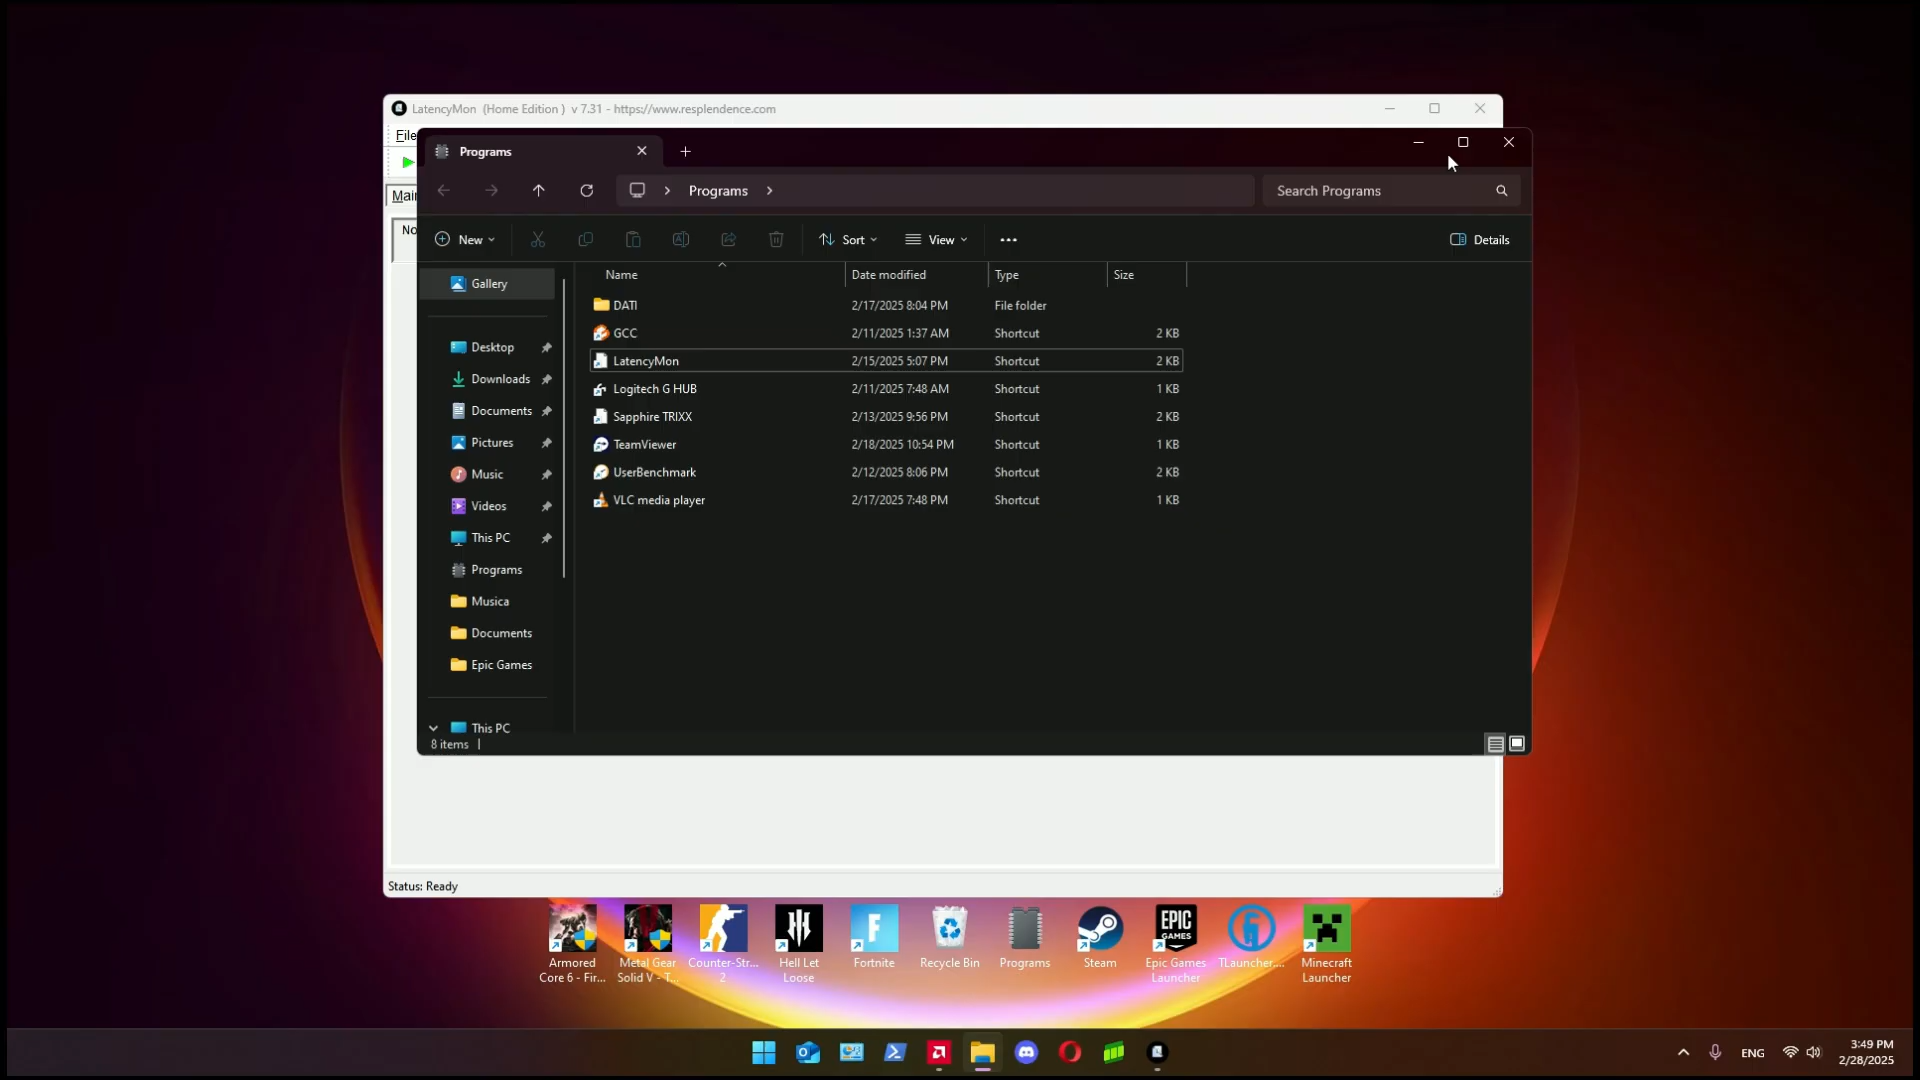 LatencyMon (Home Edition ) v 7.31 - https://www.resplendence.com
File
Programs
Programs
Search Programs
Main
New
Sort
View
Details
Gallery
Name
Date modified
Type
Size
DATI 2/17/2025 8:04 PM File folder
GCC 2/11/2025 1:37 AM Shortcut 2 KB
LatencyMon 2/15/2025 5:07 PM Shortcut 2 KB
Logitech G HUB 2/11/2025 7:48 AM Shortcut 1 KB
Sapphire TRIXX 2/13/2025 9:56 PM Shortcut 2 KB
TeamViewer 2/18/2025 10:54 PM Shortcut 1 KB
UserBenchmark 2/12/2025 8:06 PM Shortcut 2 KB
VLC media player 2/17/2025 7:48 PM Shortcut 1 KB
Desktop
Downloads
Documents
Pictures
Music
Videos
This PC
Programs
Musica
Documents
Epic Games
This PC
8 items
Status: Ready
Armored
Core 6 - Fir...
Metal Gear
Solid V - T...
Counter-Str...
2
Hell Let
Loose
Fortnite
Recycle Bin
Programs
Steam
EPIC
GAMES
Epic Games
Launcher
TLauncher....
Minecraft
Launcher
ENG
3:49 PM
2/28/2025